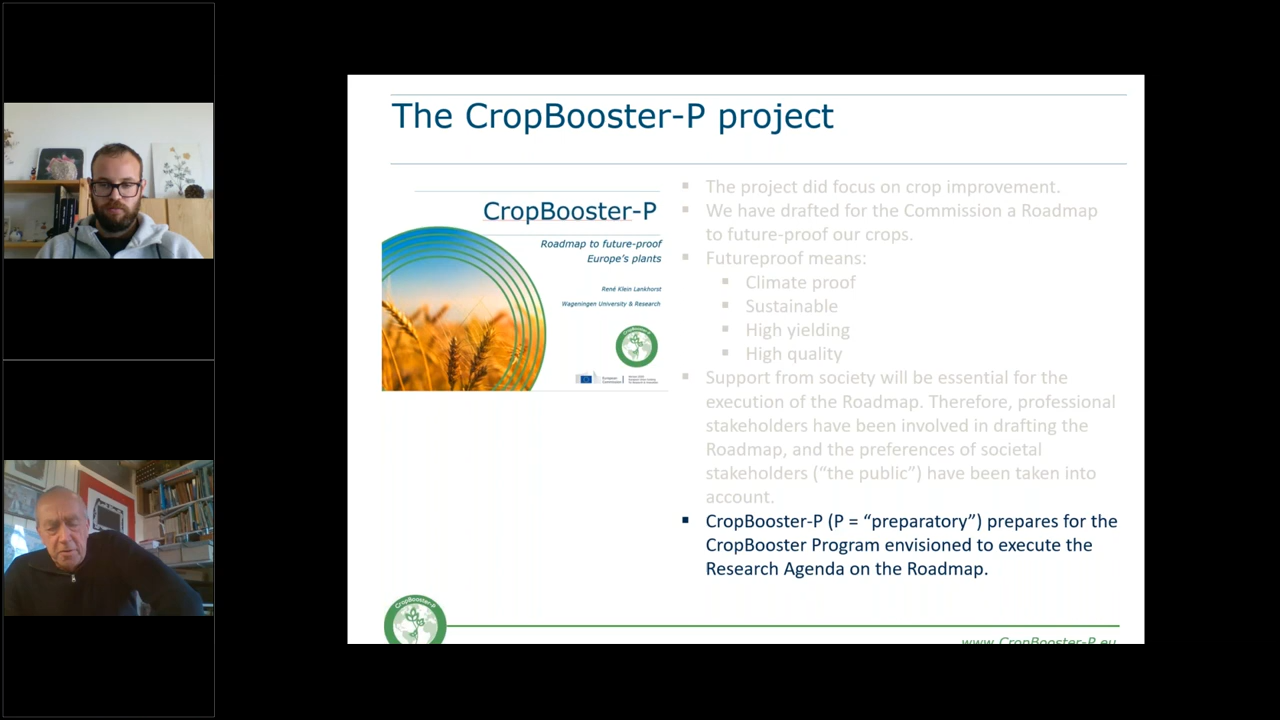 The CropBooster-P project
CropBooster-P
Roadmap to future-proof
Europe's plants
René Klein Lankhorst
Wageningen University & Research
CropBooster-P
European
Commission
▪ The project did focus on crop improvement.
▪ We have drafted for the Commission a Roadmap
to future-proof our crops.
▪ Futureproof means:
▪ Climate proof
▪ Sustainable
▪ High yielding
▪ High quality
▪ Support from society will be essential for the
execution of the Roadmap. Therefore, professional
stakeholders have been involved in drafting the
Roadmap, and the preferences of societal
stakeholders (“the public”) have been taken into
account.
▪ CropBooster-P (P = “preparatory”) prepares for the
CropBooster Program envisioned to execute the
Research Agenda on the Roadmap.
CropBooster-P
www.CropBooster-P.eu